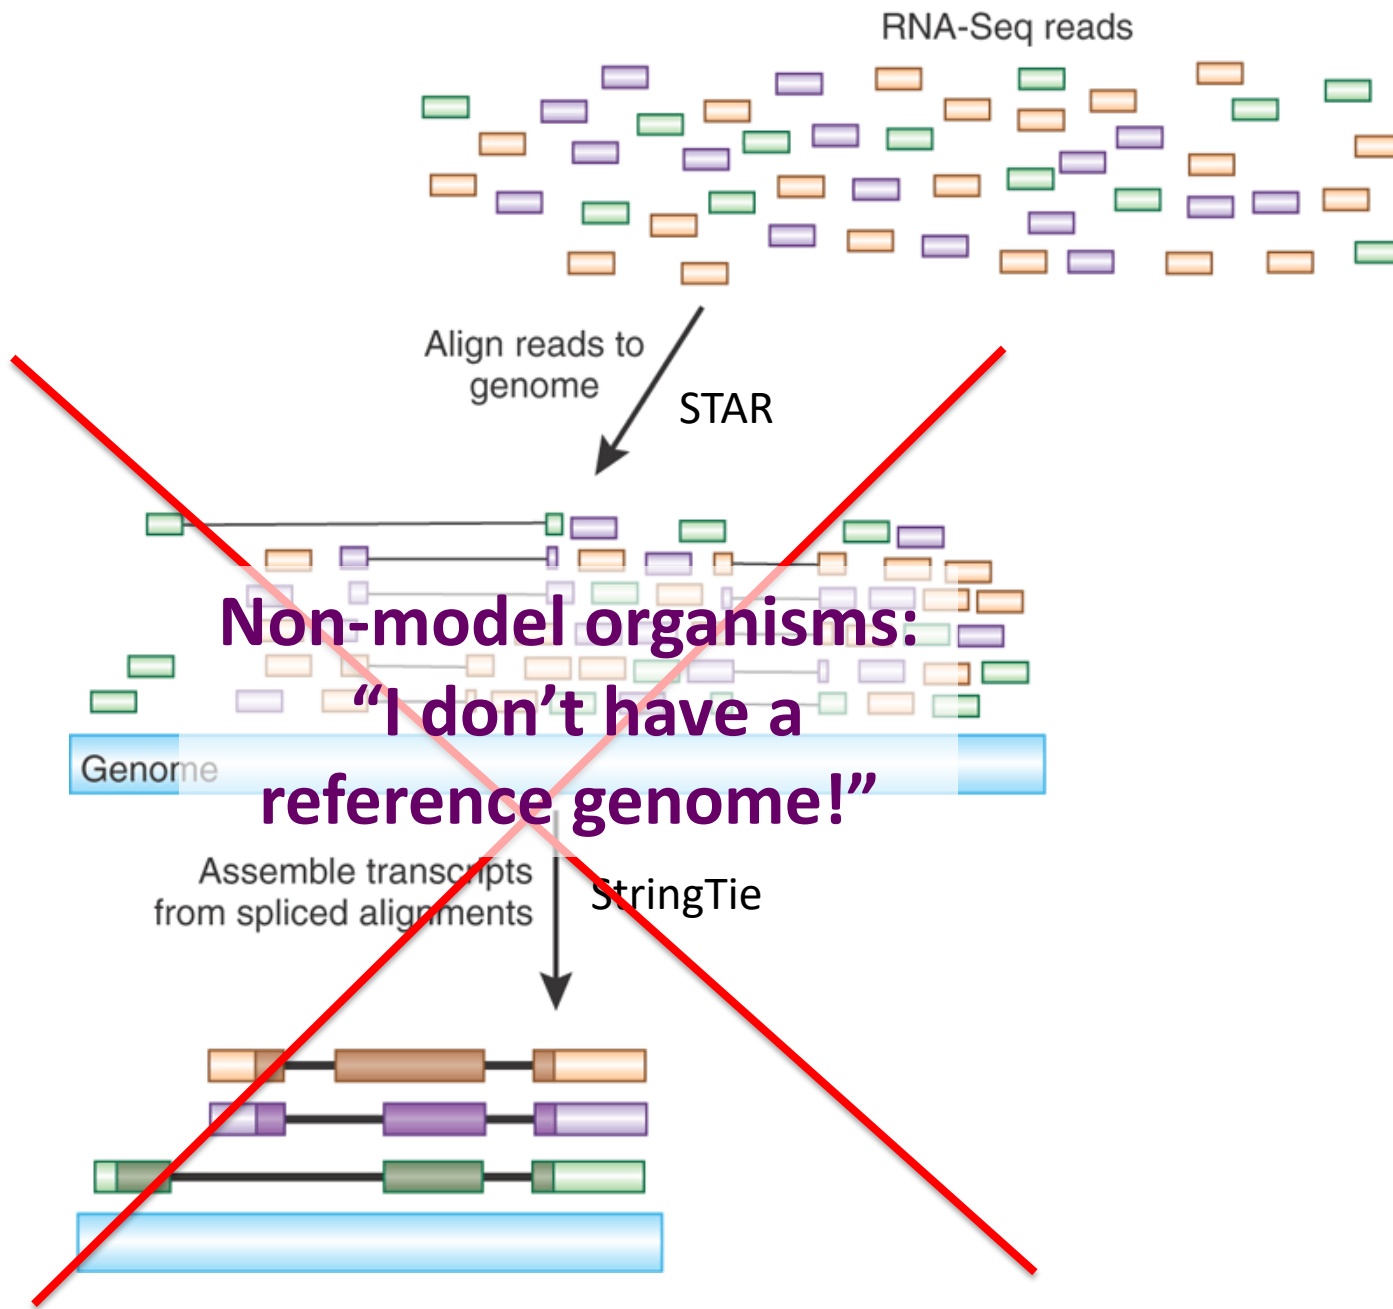 RNA-Seq reads
Align reads to
genome
STAR
Non-model organisms:
“I don’t have a
reference genome!”
Genome
Assemble transcripts
from spliced alignments
StringTie